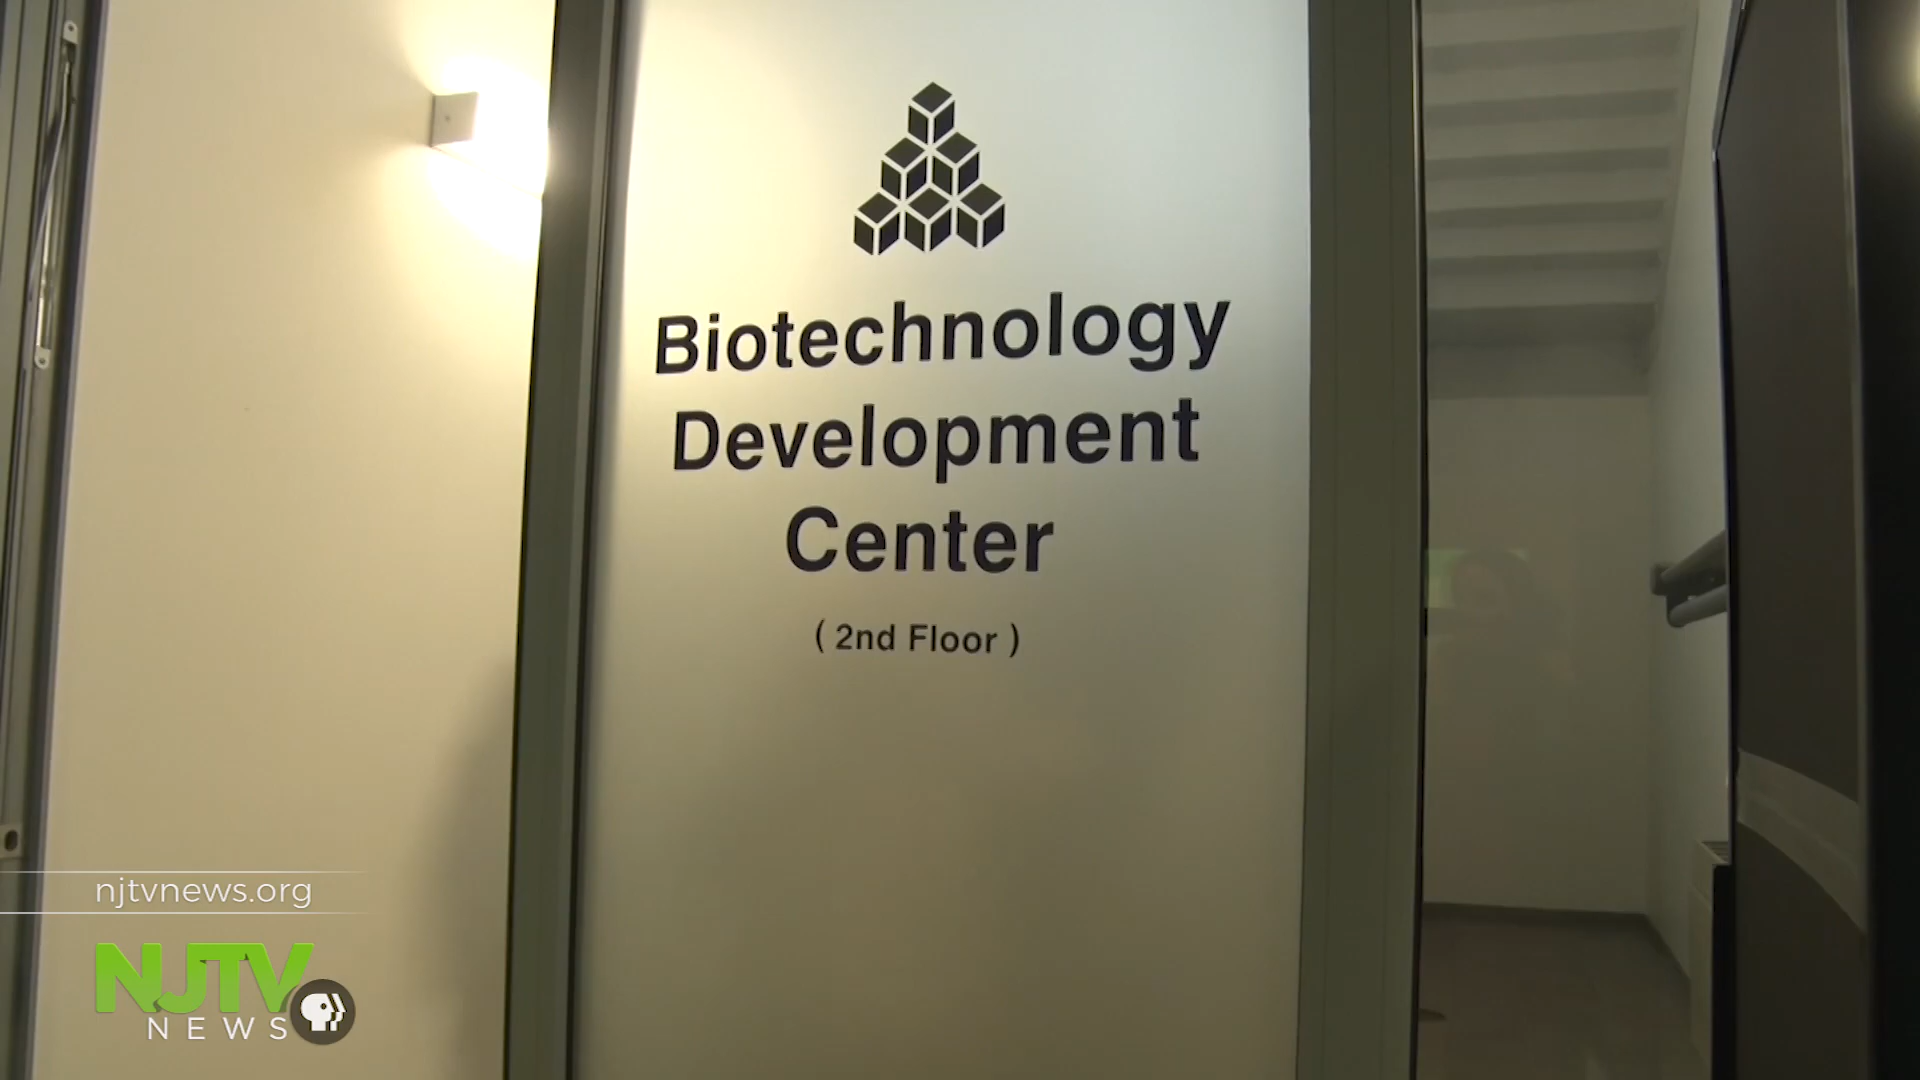 Biotechnology
Development
Center
( 2nd Floor )
njtvnews.org
NJTV
NEWS